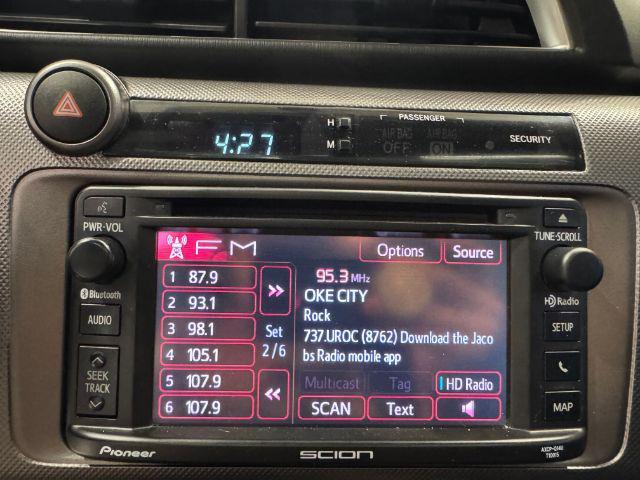 4:27
H
M
PASSENGER
AIR BAG AIR BAG
OFF ON
SECURITY
PWR-VOL
Bluetooth
AUDIO
SEEK
TRACK
FM
Options
Source
1 87.9
2 93.1
3 98.1
4 105.1
5 107.9
6 107.9
Set
2/6
95.3 MHz
OKE CITY
Rock
737.UROC (8762) Download the Jaco
bs Radio mobile app
Multicast
Tag
HD Radio
SCAN
Text
TUNE•SCROLL
HD Radio
SETUP
MAP
Pioneer
SCION